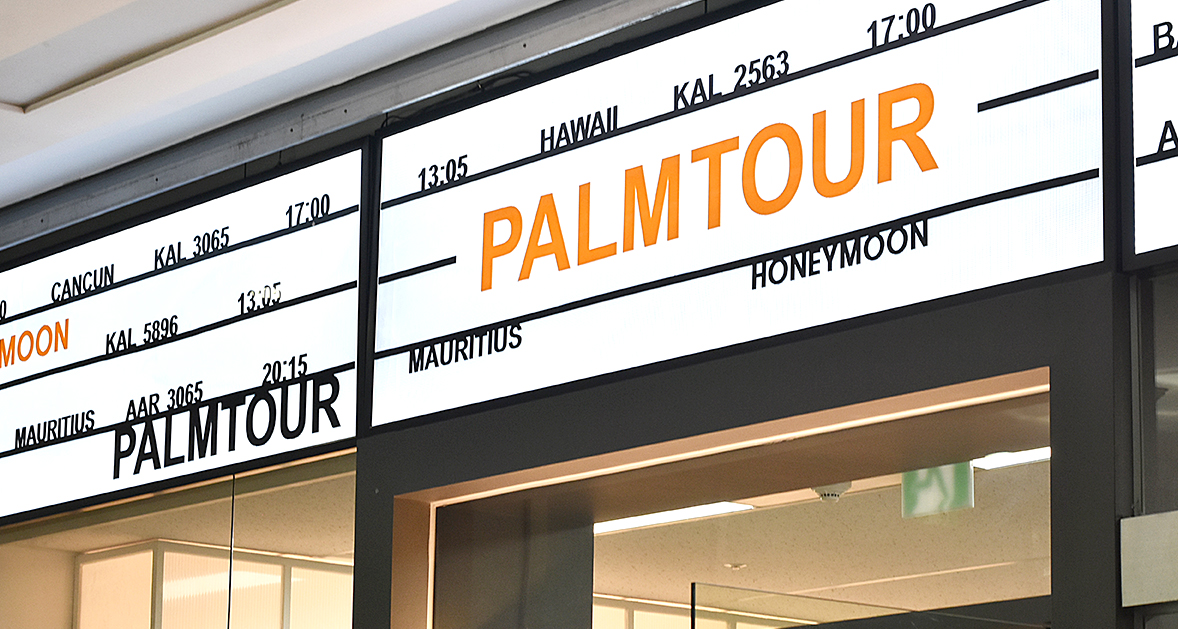 CANCUN KAL 3065 17:00
MOON KAL 5896 13:05
MAURITIUS AAR 3065 20:15
PALMTOUR
13:05 HAWAII KAL 2563 17:00
PALMTOUR
HONEYMOON
MAURITIUS